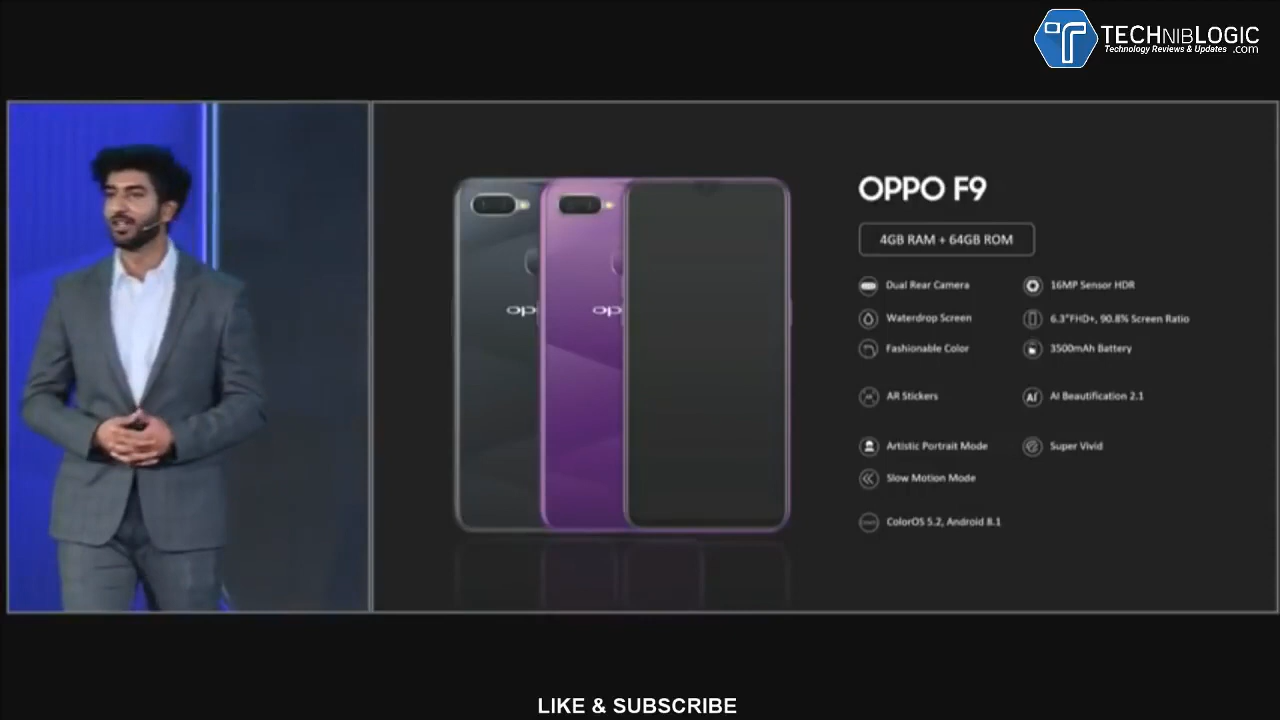 TECHNIBLOGIC
Technology Reviews & Updates .com
OPPO F9
4GB RAM + 64GB ROM
Dual Rear Camera
16MP Sensor HDR
Waterdrop Screen
6.3"FHD+, 90.8% Screen Ratio
Fashionable Color
3500mAh Battery
AR Stickers
AI AI Beautification 2.1
Artistic Portrait Mode
Super Vivid
Slow Motion Mode
ColorOS 5.2, Android 8.1
LIKE & SUBSCRIBE